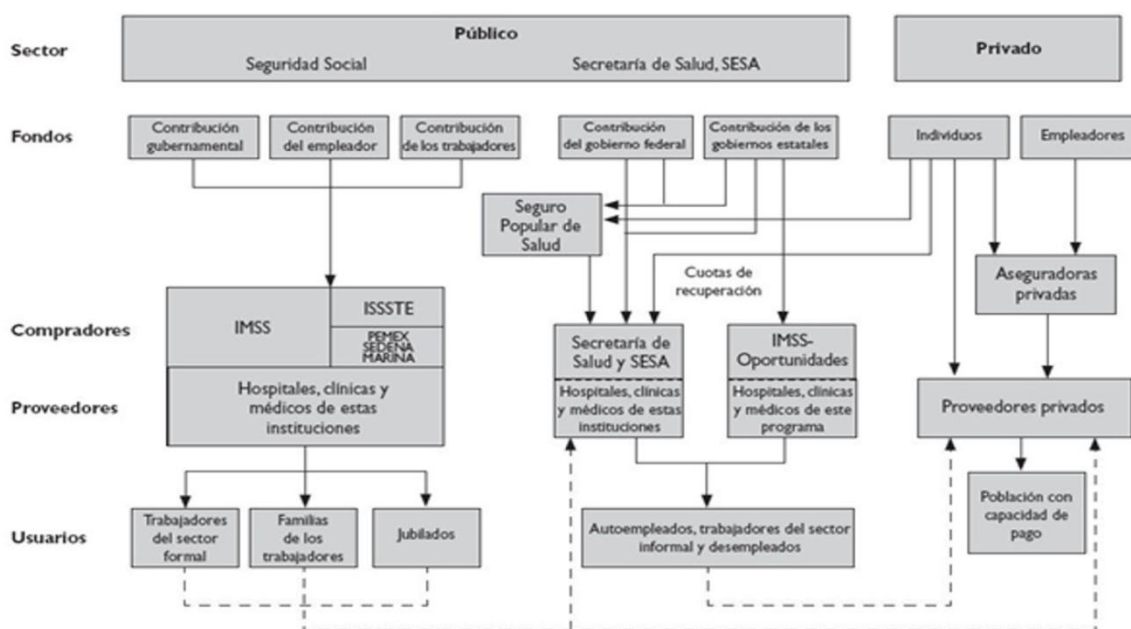 Sector
Público
Seguridad Social
Secretaría de Salud, SESA
Privado
Fondos
Contribución
gubernamental
Contribución
del empleador
Contribución
de los trabajadores
Contribución
del gobierno federal
Contribución de los
gobiernos estatales
Individuos
Empleadores
Seguro
Popular de
Salud
Cuotas de
recuperación
Aseguradoras
privadas
Compradores
IMSS
ISSSTE
PEMEX
SEDENA
MARINA
Secretaría de
Salud y SESA
IMSS-
Oportunidades
Proveedores
Hospitales, clínicas y
médicos de estas
instituciones
Hospitales, clínicas
y médicos de estas
instituciones
Hospitales, clínicas
y médicos de este
programa
Proveedores privados
Usuarios
Trabajadores
del sector
formal
Familias
de los
trabajadores
Jubilados
Autoempleados, trabajadores del sector
informal y desempleados
Población con
capacidad de
pago